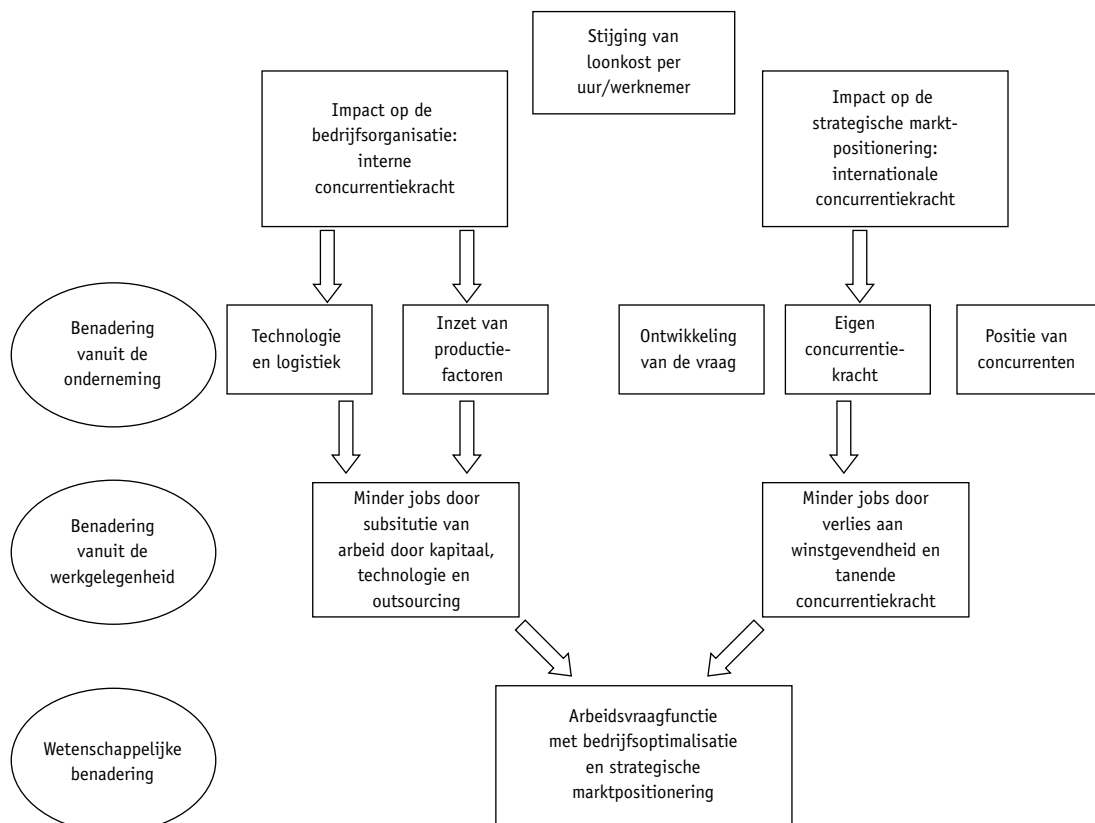 Stijging van
loonkost per
uur/werknemer
Impact op de
bedrijfsorganisatie:
interne
concurrentiekracht
Impact op de
strategische markt-
positionering:
internationale
concurrentiekracht
Benadering
vanuit de
onderneming
Technologie
en logistiek
Inzet van
productie-
factoren
Ontwikkeling
van de vraag
Eigen
concurrentie-
kracht
Positie van
concurrenten
Benadering
vanuit de
werkgelegenheid
Minder jobs door
subsitutie van
arbeid door kapitaal,
technologie en
outsourcing
Minder jobs door
verlies aan
winstgevendheid en
tanende
concurrentiekracht
Wetenschappelijke
benadering
Arbeidsvraagfunctie
met bedrijfsoptimalisatie
en strategische
marktpositionering